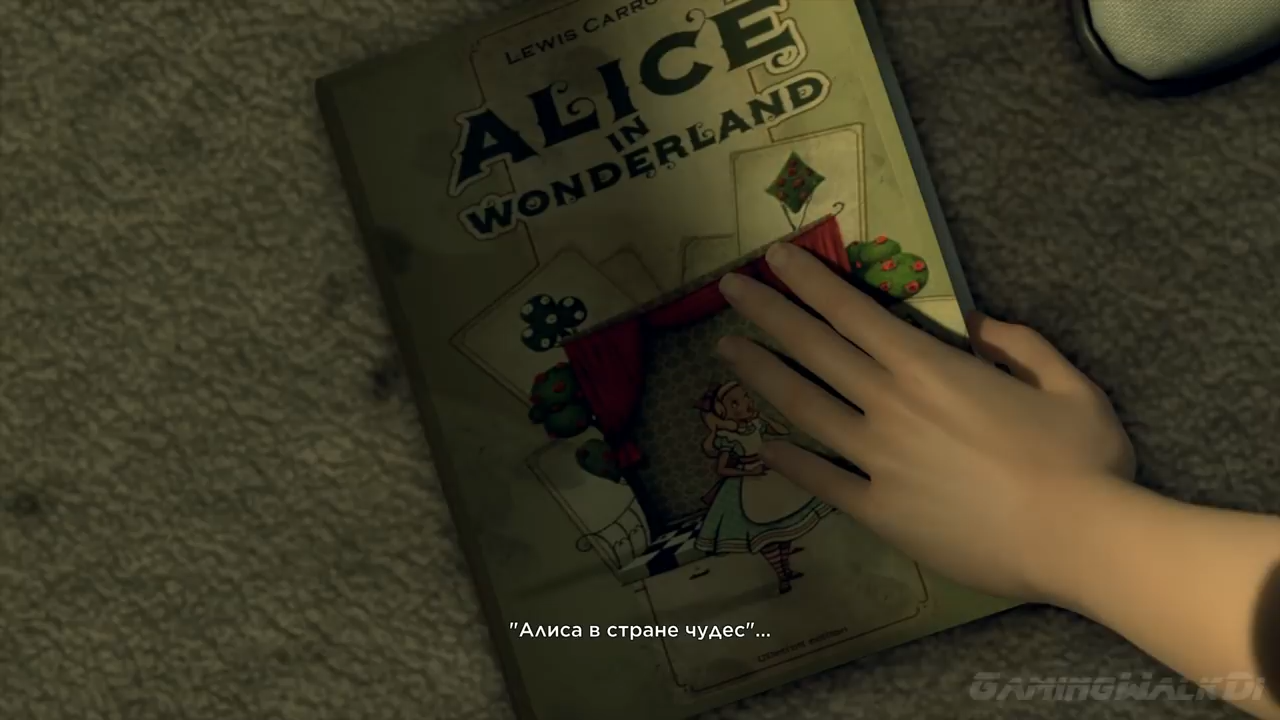 LEWIS CARRO
ALICE
IN
WONDERLAND
"Алиса в стране чудес"...
GamingWalkDi